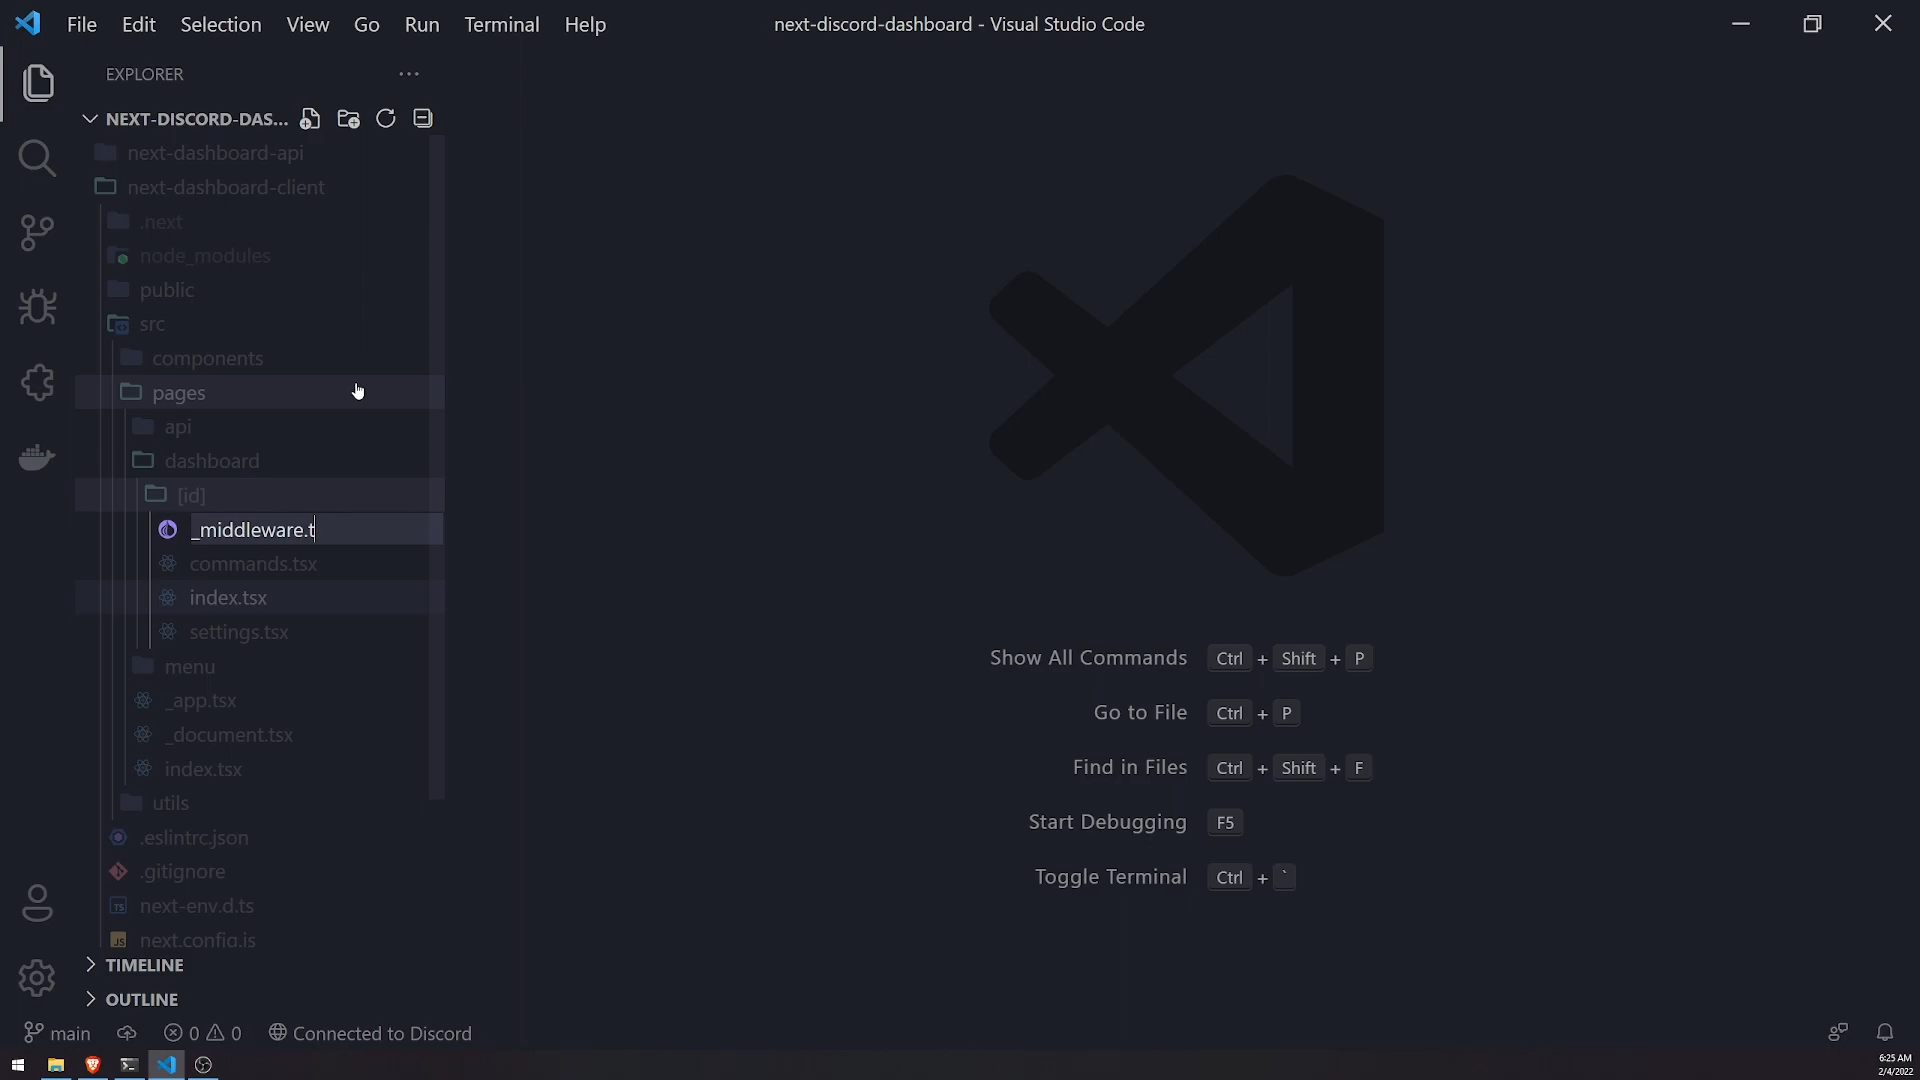 File Edit Selection View Go Run Terminal Help
next-discord-dashboard - Visual Studio Code
EXPLORER
NEXT-DISCORD-DAS...
next-dashboard-api
next-dashboard-client
.next
node_modules
public
src
components
pages
api
dashboard
[id]
_middleware.t
commands.tsx
index.tsx
settings.tsx
menu
_app.tsx
_document.tsx
index.tsx
utils
.eslintrc.json
.gitignore
TS next-env.d.ts
JS next.config.js
TIMELINE
OUTLINE
Show All Commands Ctrl + Shift + P
Go to File Ctrl + P
Find in Files Ctrl + Shift + F
Start Debugging F5
Toggle Terminal Ctrl + `
main 0 0 Connected to Discord
6:25 AM
2/4/2022